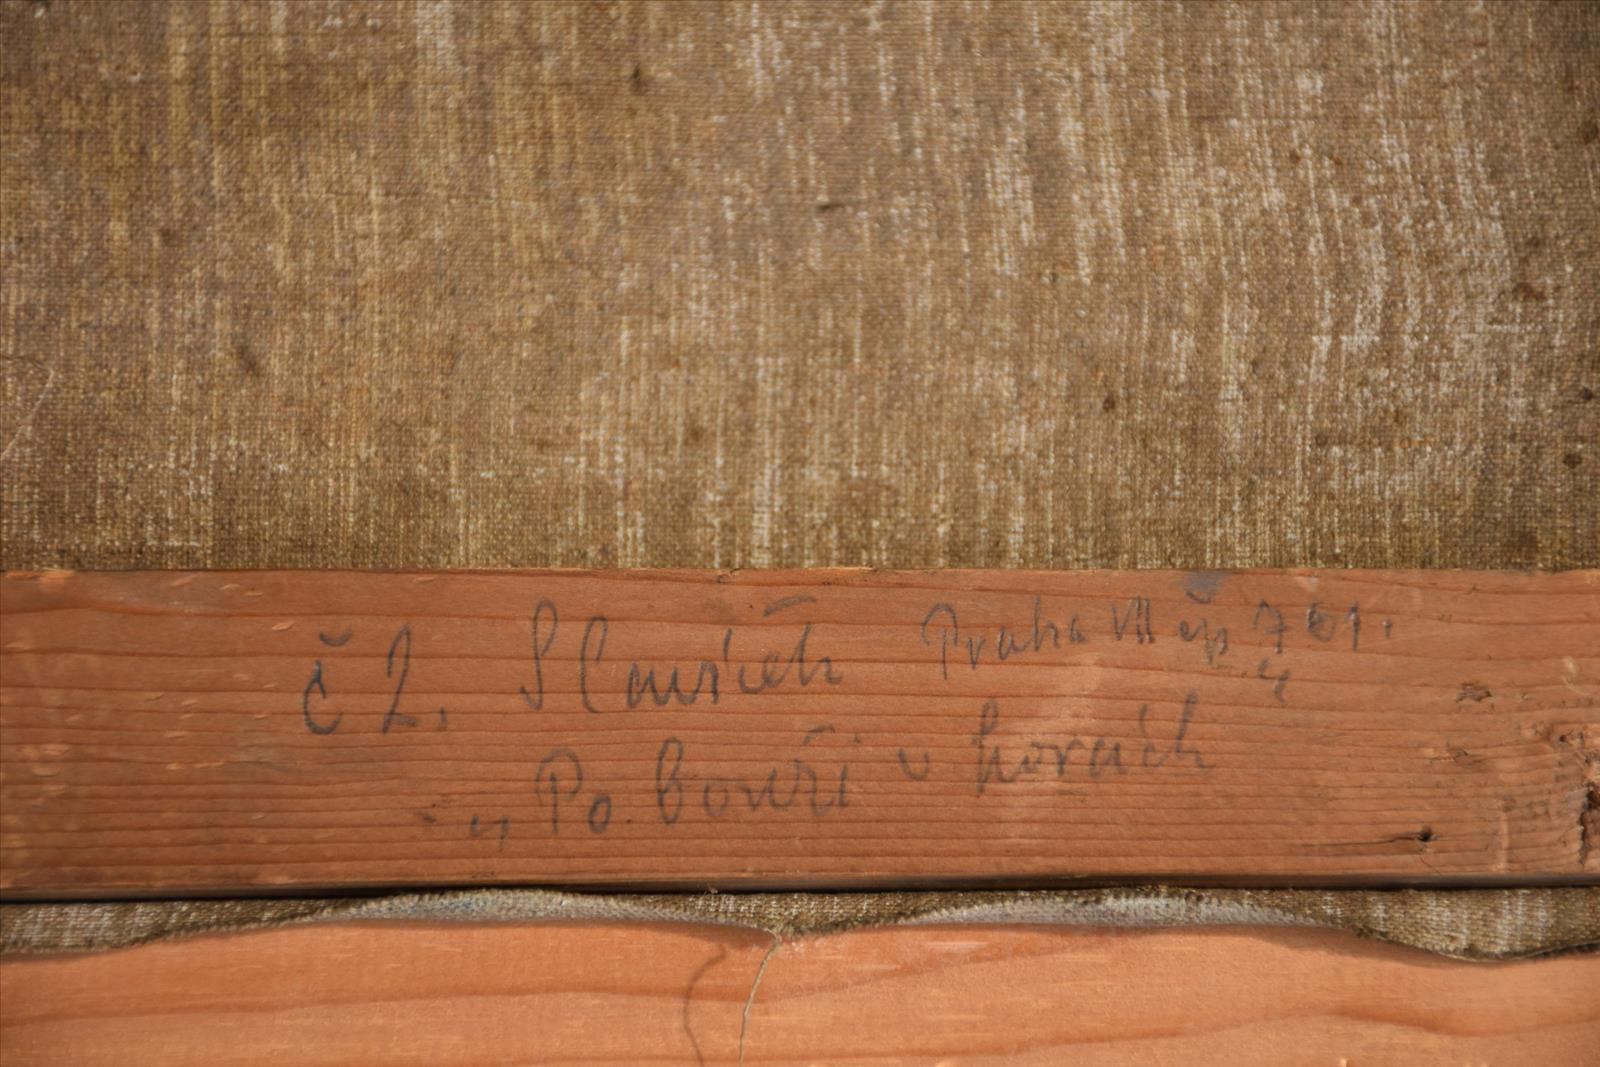 č 2. Slavíček Praha VII čp 761.
„Po bouři v horách“